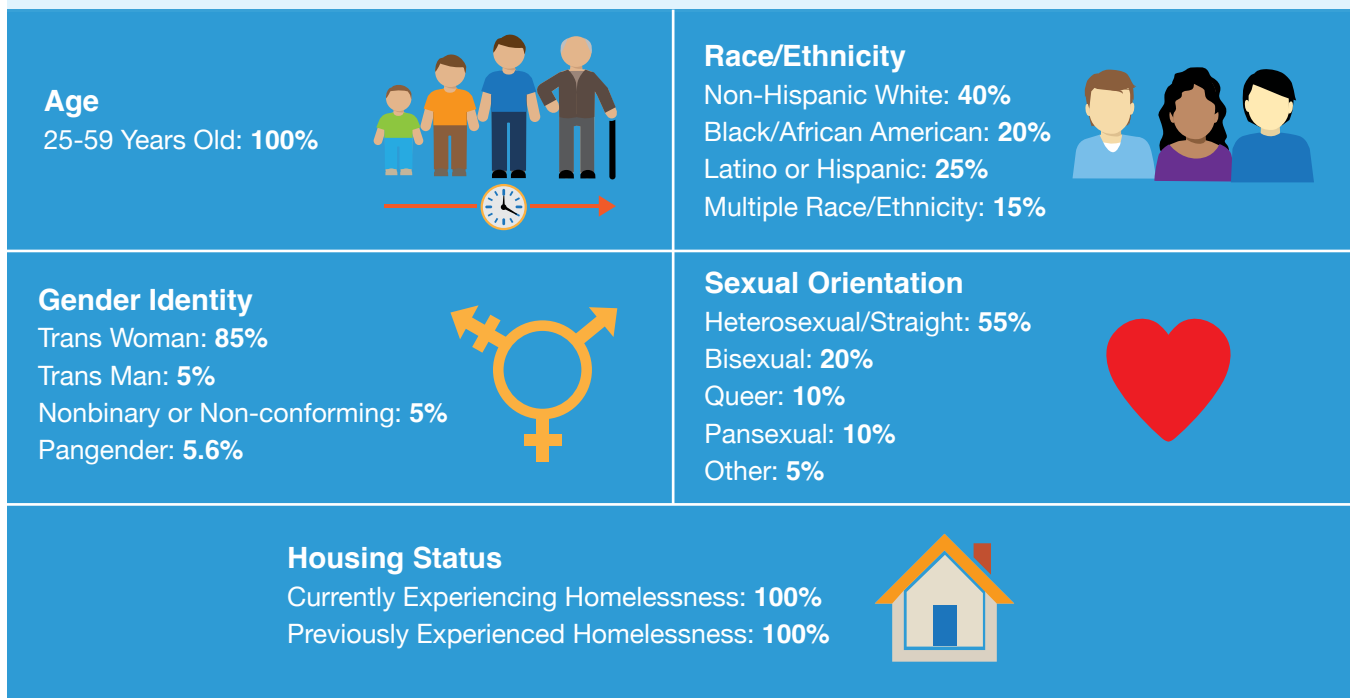 Age
25-59 Years Old: 100%
Race/Ethnicity
Non-Hispanic White: 40%
Black/African American: 20%
Latino or Hispanic: 25%
Multiple Race/Ethnicity: 15%
Gender Identity
Trans Woman: 85%
Trans Man: 5%
Nonbinary or Non-conforming: 5%
Pangender: 5.6%
Sexual Orientation
Heterosexual/Straight: 55%
Bisexual: 20%
Queer: 10%
Pansexual: 10%
Other: 5%
Housing Status
Currently Experiencing Homelessness: 100%
Previously Experienced Homelessness: 100%